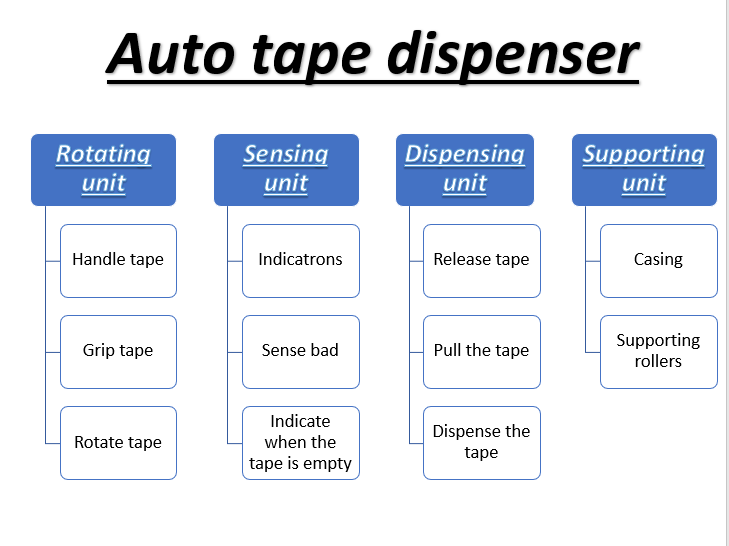 Auto tape dispenser
Rotating
unit
Handle tape
Grip tape
Rotate tape
Sensing
unit
Indicatrons
Sense bad
Indicate
when the
tape is empty
Dispensing
unit
Release tape
Pull the tape
Dispense the
tape
Supporting
unit
Casing
Supporting
rollers